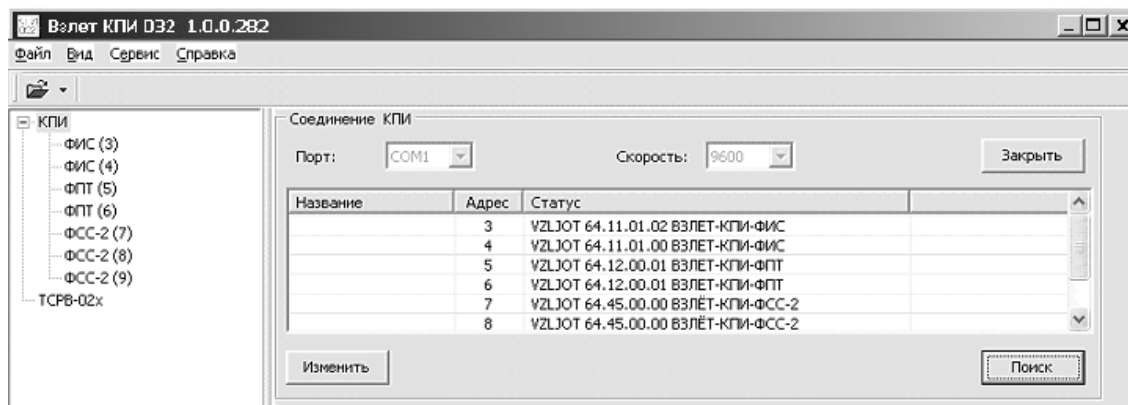 Взлет КПИ D32 1.0.0.282
Файл Вид Сервис Справка
КПИ
ФИС (3)
ФИС (4)
ФПТ (5)
ФПТ (6)
ФСС-2 (7)
ФСС-2 (8)
ФСС-2 (9)
ТСРВ-02х
Соединение КПИ
Порт: COM1 Скорость: 9600 Закрыть
Название Адрес Статус
3 VZLJOT 64.11.01.02 ВЗЛЕТ-КПИ-ФИС
4 VZLJOT 64.11.01.00 ВЗЛЕТ-КПИ-ФИС
5 VZLJOT 64.12.00.01 ВЗЛЕТ-КПИ-ФПТ
6 VZLJOT 64.12.00.01 ВЗЛЕТ-КПИ-ФПТ
7 VZLJOT 64.45.00.00 ВЗЛЁТ-КПИ-ФСС-2
8 VZLJOT 64.45.00.00 ВЗЛЁТ-КПИ-ФСС-2
Изменить Поиск